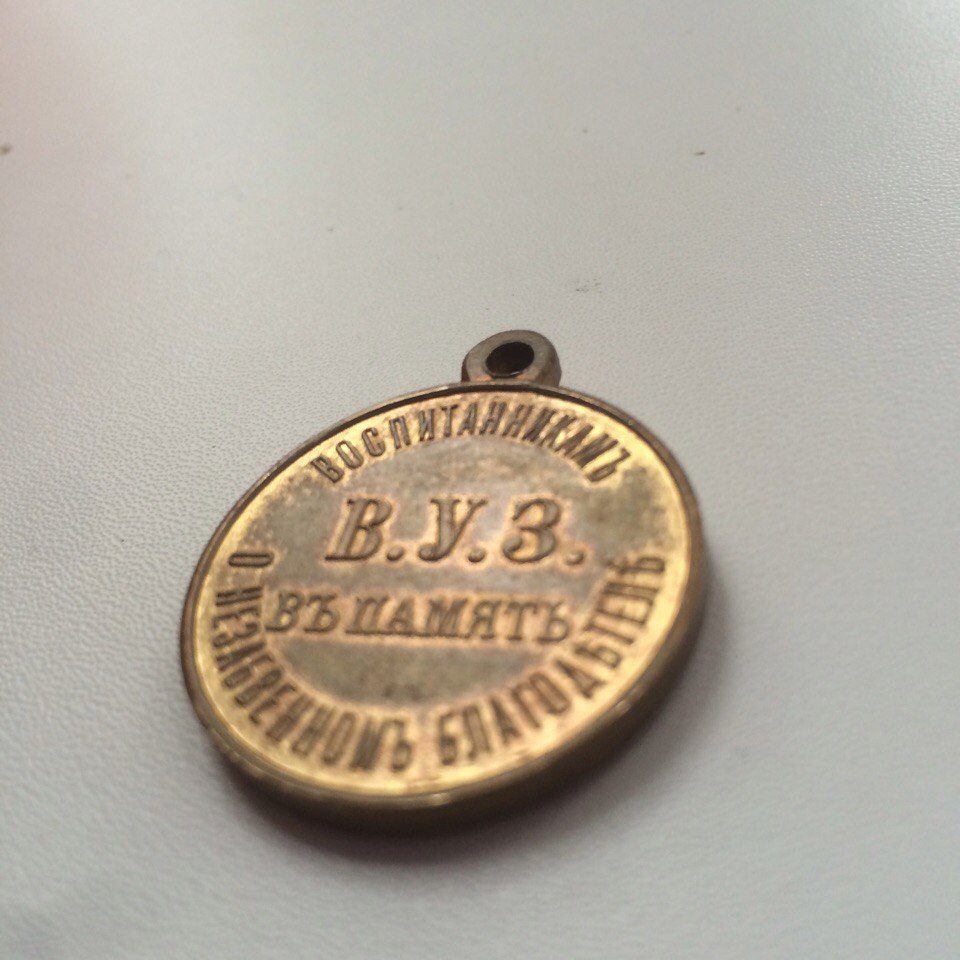 ВОСПИТАННИКАМЪ
В.У.З.
ВЪ ПАМЯТЬ
О НЕЗАБВЕННОМЪ БЛАГОДѢТЕЛѢ